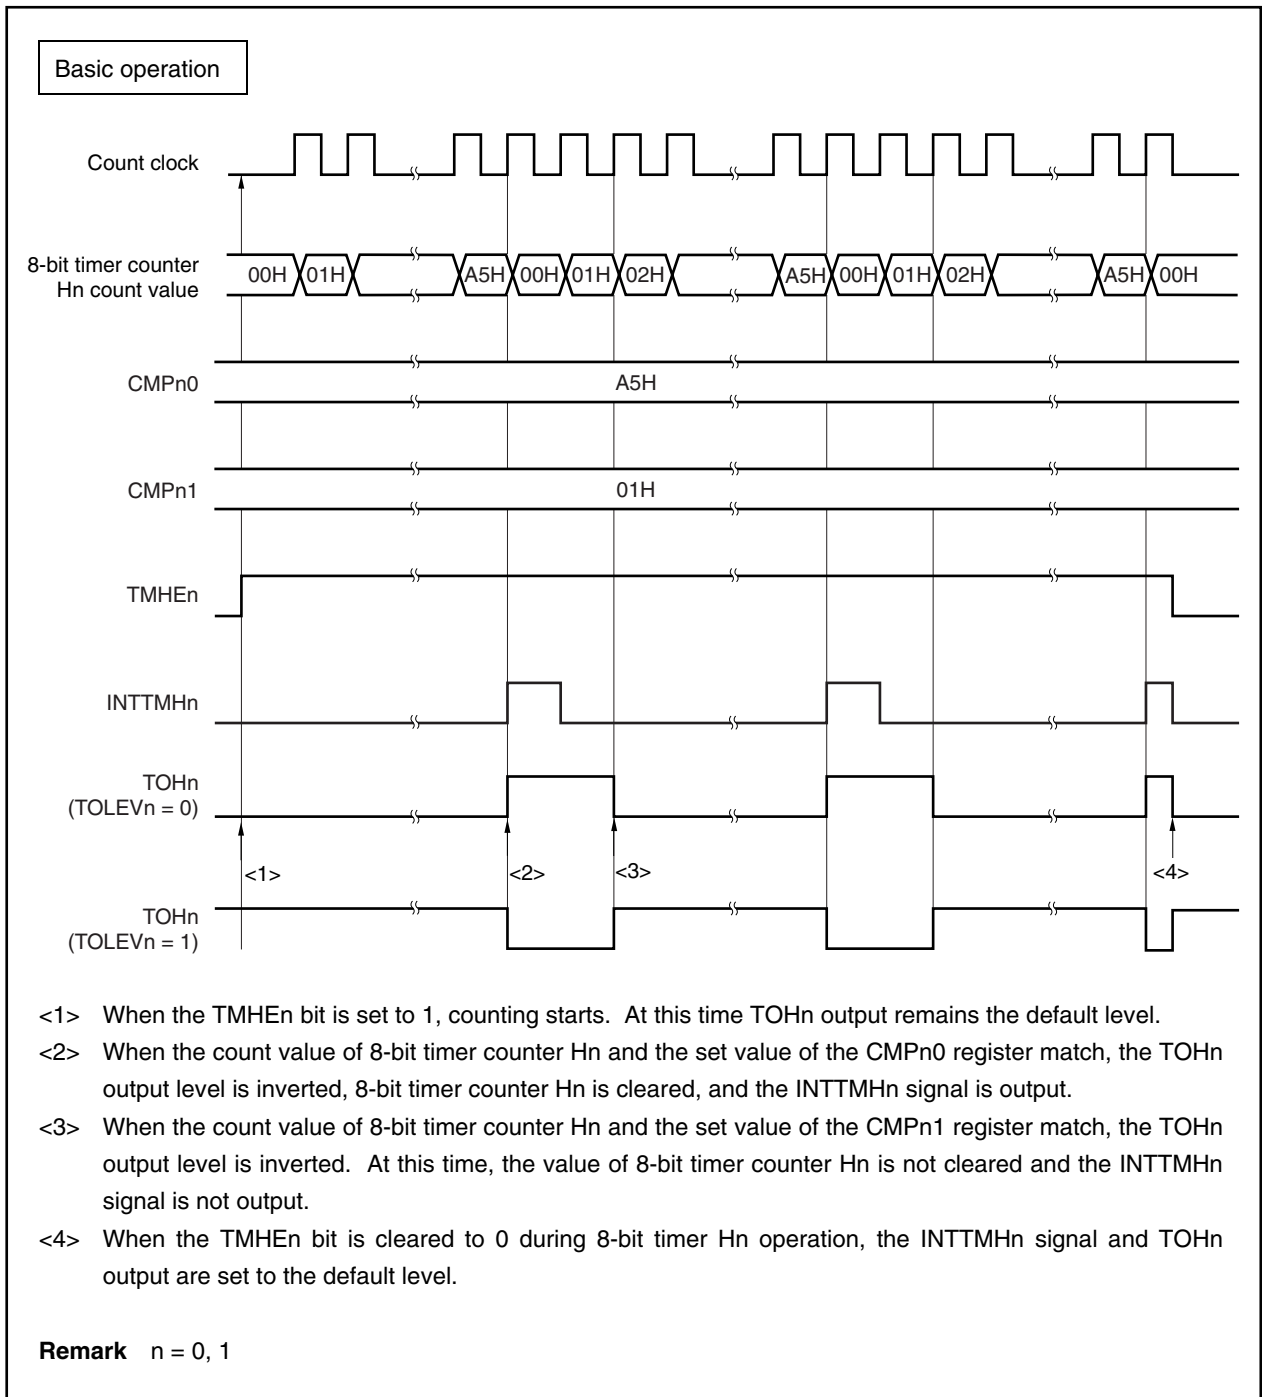 Basic operation
Count clock
8-bit timer counter
Hn count value
00H 01H A5H 00H 01H 02H A5H 00H 01H 02H A5H 00H
CMPn0
A5H
CMPn1
01H
TMHEn
INTTMHn
TOHn
(TOLEVn = 0)
<1> <2> <3> <4>
TOHn
(TOLEVn = 1)
<1> When the TMHEn bit is set to 1, counting starts. At this time TOHn output remains the default level.
<2> When the count value of 8-bit timer counter Hn and the set value of the CMPn0 register match, the TOHn
output level is inverted, 8-bit timer counter Hn is cleared, and the INTTMHn signal is output.
<3> When the count value of 8-bit timer counter Hn and the set value of the CMPn1 register match, the TOHn
output level is inverted. At this time, the value of 8-bit timer counter Hn is not cleared and the INTTMHn
signal is not output.
<4> When the TMHEn bit is cleared to 0 during 8-bit timer Hn operation, the INTTMHn signal and TOHn
output are set to the default level.
Remark n = 0, 1